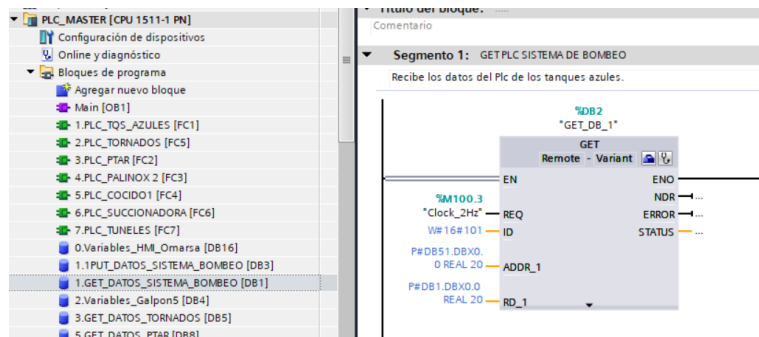 PLC_MASTER [CPU 1511-1 PN]
Configuración de dispositivos
Online y diagnóstico
Bloques de programa
Agregar nuevo bloque
Main [OB1]
1.PLC_TQS_AZULES [FC1]
2.PLC_TORNADOS [FC5]
3.PLC_PTAR [FC2]
4.PLC_PALINOX 2 [FC3]
5.PLC_COCIDO1 [FC4]
6.PLC_SUCCIONADORA [FC6]
7.PLC_TUNELES [FC7]
0.Variables_HMI_Omarsa [DB16]
1.1PUT_DATOS_SISTEMA_BOMBEO [DB3]
1.GET_DATOS_SISTEMA_BOMBEO [DB1]
2.Variables_Galpon5 [DB4]
3.GET_DATOS_TORNADOS [DB5]
5.GET_DATOS_PTAR [DB8]
Título del bloque: .....
Comentario
Segmento 1: GET PLC SISTEMA DE BOMBEO
Recibe los datos del Plc de los tanques azules.
%DB2
"GET_DB_1"
GET
Remote - Variant
EN ENO
NDR ...
%M100.3
"Clock_2Hz" REQ ERROR ...
W#16#101 ID STATUS ...
P#DB51.DBX0.
0 REAL 20 ADDR_1
P#DB1.DBX0.0
REAL 20 RD_1